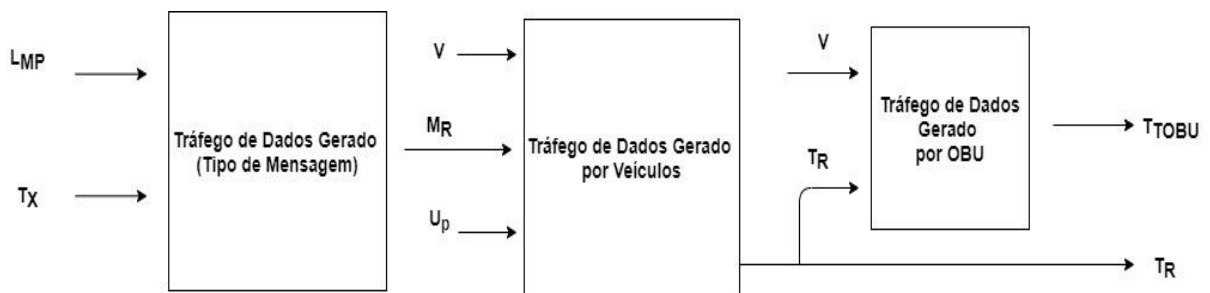 LMP
TX
Tráfego de Dados Gerado
(Tipo de Mensagem)
V
MR
Up
Tráfego de Dados Gerado
por Veículos
V
TR
Tráfego de Dados
Gerado
por OBU
TTOBU
TR